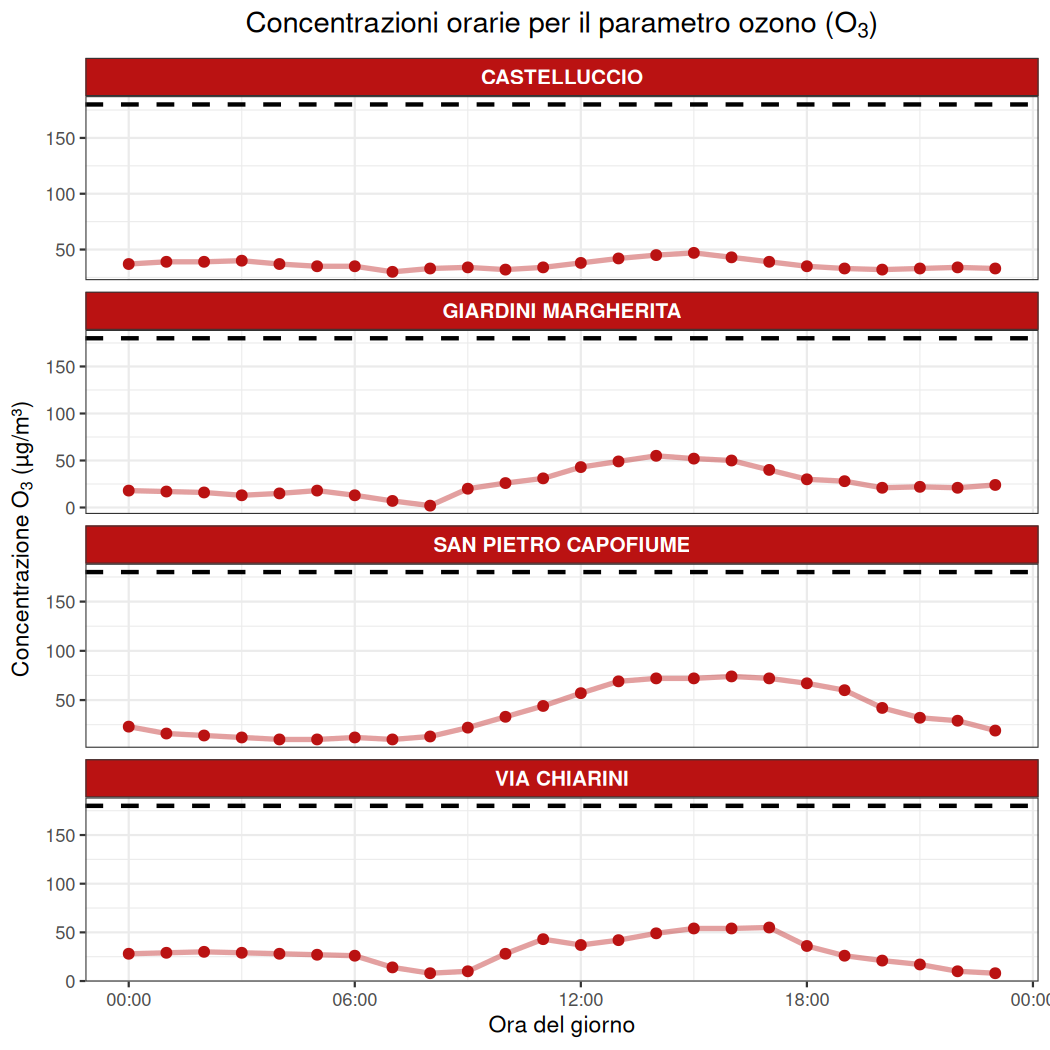 Concentrazioni orarie per il parametro ozono (O₃)
CASTELLUCCIO
150
100
50
GIARDINI MARGHERITA
150
100
50
0
SAN PIETRO CAPOFIUME
150
100
50
VIA CHIARINI
150
100
50
0
Concentrazione O₃ (µg/m³)
00:00 06:00 12:00 18:00 00:00
Ora del giorno